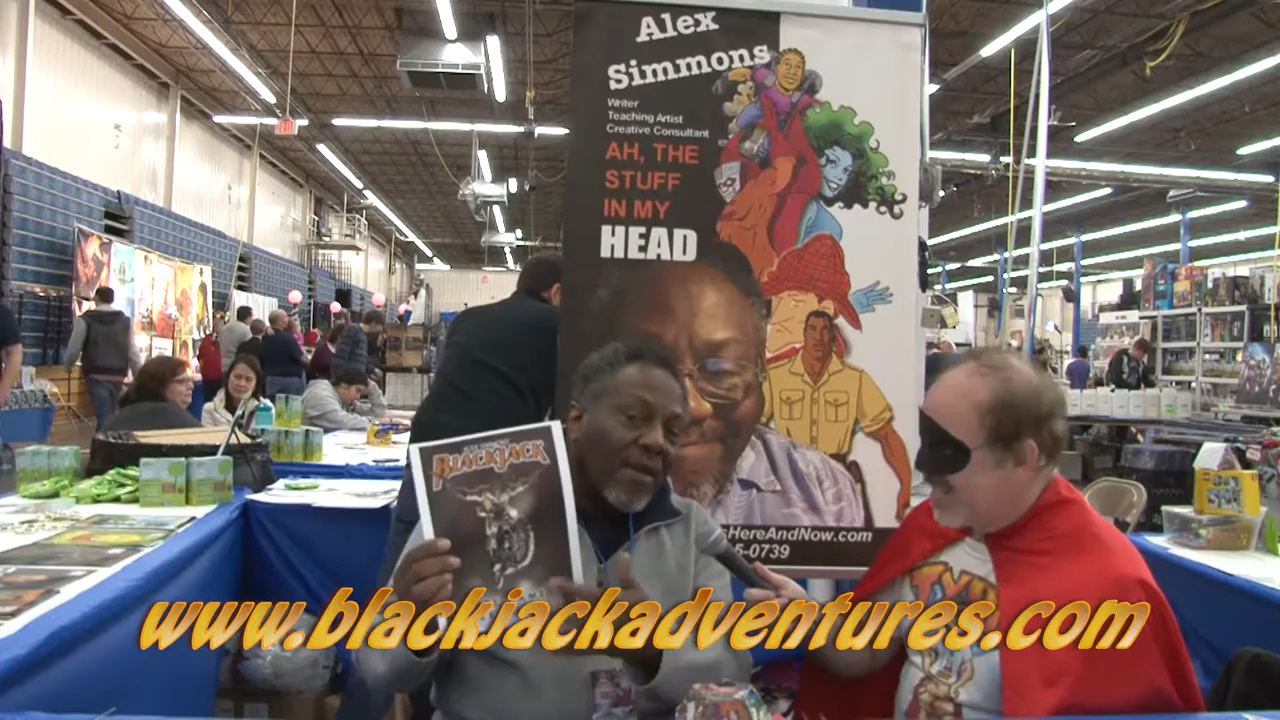 Alex
Simmons
Writer
Teaching Artist
Creative Consultant
AH, THE
STUFF
IN MY
HEAD
BLACKJACK
sHereAndNow.com
5-0739
www.blackjackadventures.com